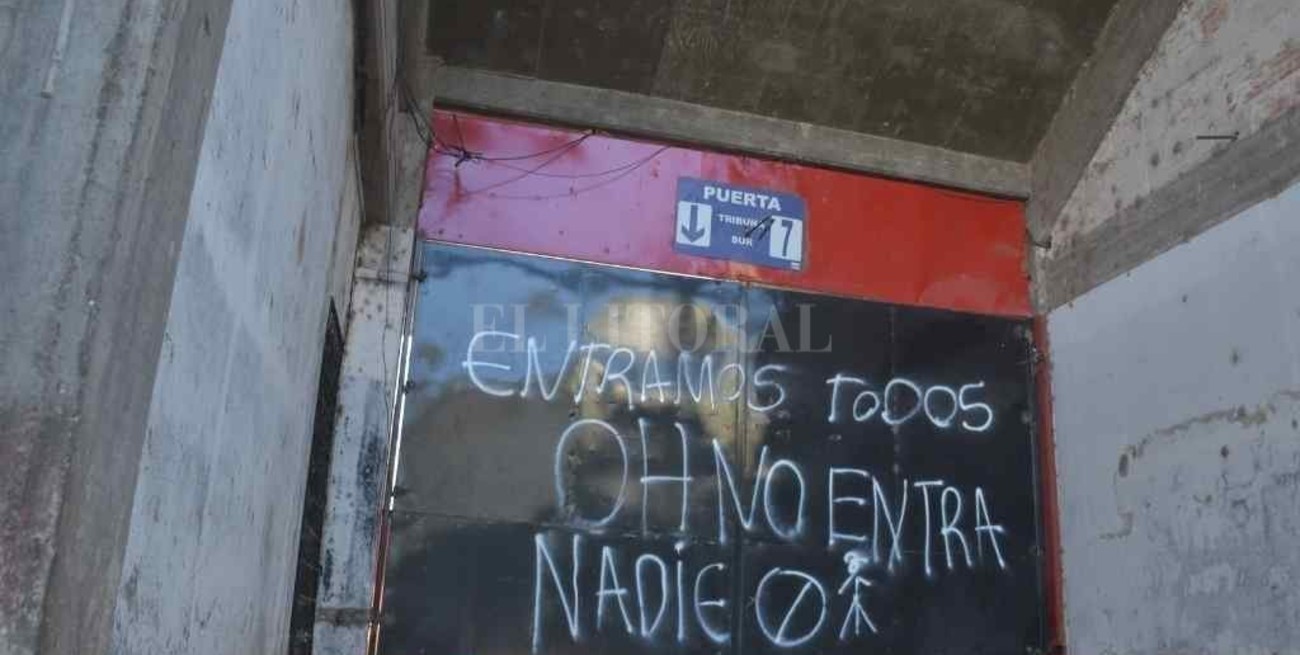 PUERTA
TRIBUNA
SUR
7
EL LITORAL
ENTRAMOS TODOS
OH NO ENTRA
NADiE